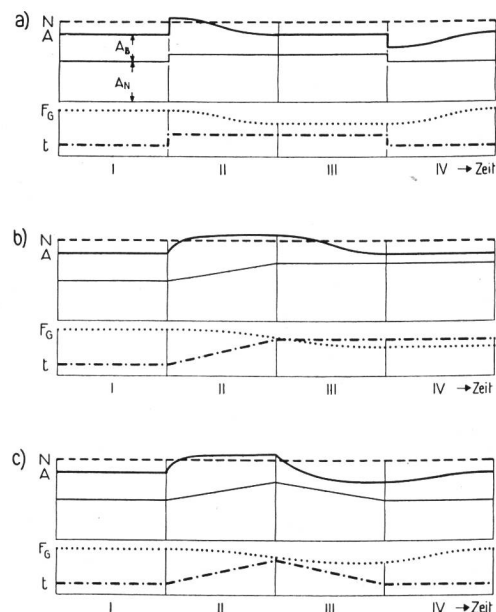 a)
N
A
A_B
A_N
F_G
t
I II III IV → Zeit
b)
N
A
F_G
t
I II III IV → Zeit
c)
N
A
F_G
t
I II III IV → Zeit